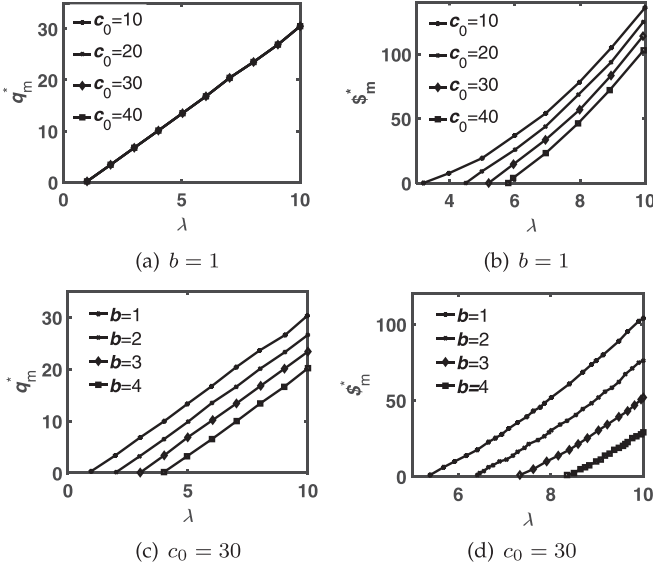 30
20
10
0
q*m
c0=10
c0=20
c0=30
c0=40
0
5
10
λ
(a) b = 1
100
50
0
$*m
c0=10
c0=20
c0=30
c0=40
4
6
8
10
λ
(b) b = 1
30
20
10
0
q*m
b=1
b=2
b=3
b=4
0
5
10
λ
(c) c0 = 30
100
50
0
$*m
b=1
b=2
b=3
b=4
6
8
10
λ
(d) c0 = 30